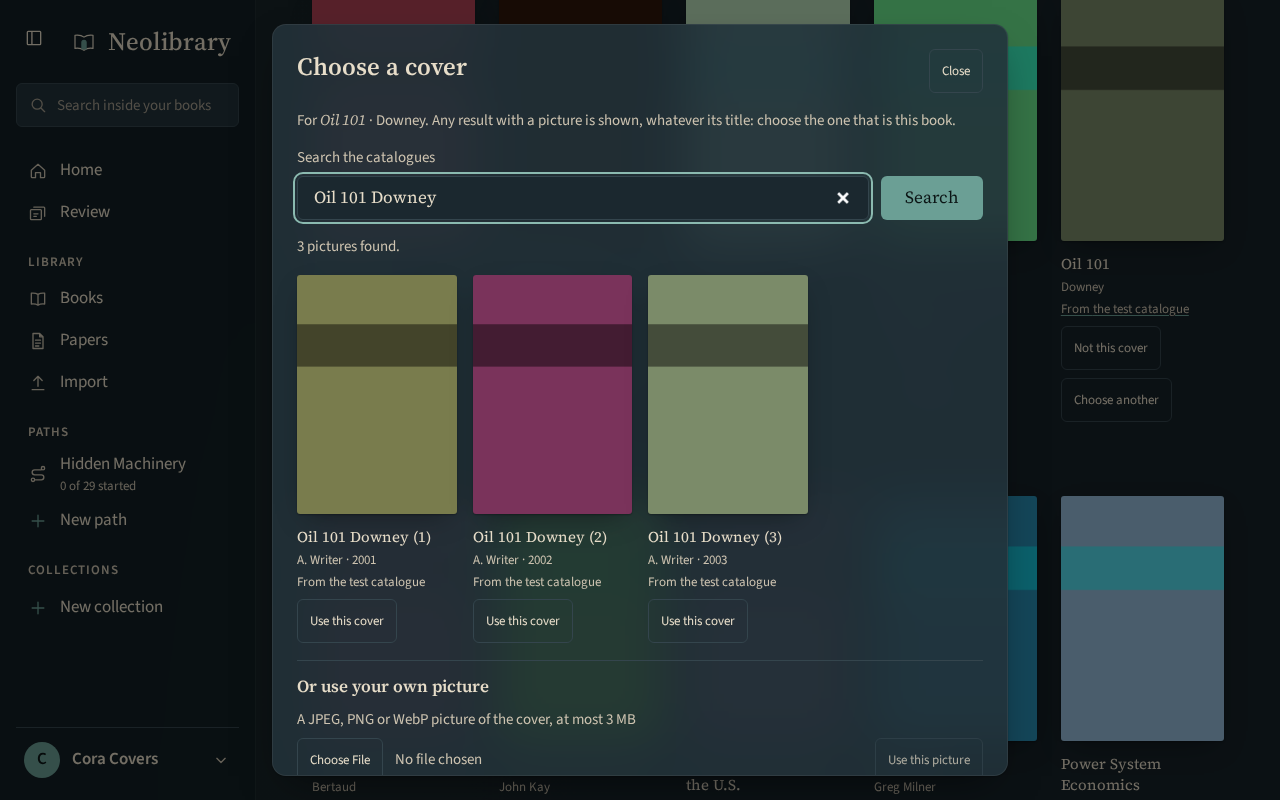 Neolibrary
Search inside your books
Home
Review
LIBRARY
Books
Papers
Import
PATHS
Hidden Machinery
0 of 29 started
New path
COLLECTIONS
New collection
C
Cora Covers
Choose a cover
Close
For Oil 101 · Downey. Any result with a picture is shown, whatever its title: choose the one that is this book.
Search the catalogues
Oil 101 Downey
Search
3 pictures found.
Oil 101 Downey (1)
A. Writer · 2001
From the test catalogue
Use this cover
Oil 101 Downey (2)
A. Writer · 2002
From the test catalogue
Use this cover
Oil 101 Downey (3)
A. Writer · 2003
From the test catalogue
Use this cover
Or use your own picture
A JPEG, PNG or WebP picture of the cover, at most 3 MB
Choose File
No file chosen
Use this picture
Oil 101
Downey
From the test catalogue
Not this cover
Choose another
Bertaud
John Kay
the U.S.
Greg Milner
Power System
Economics